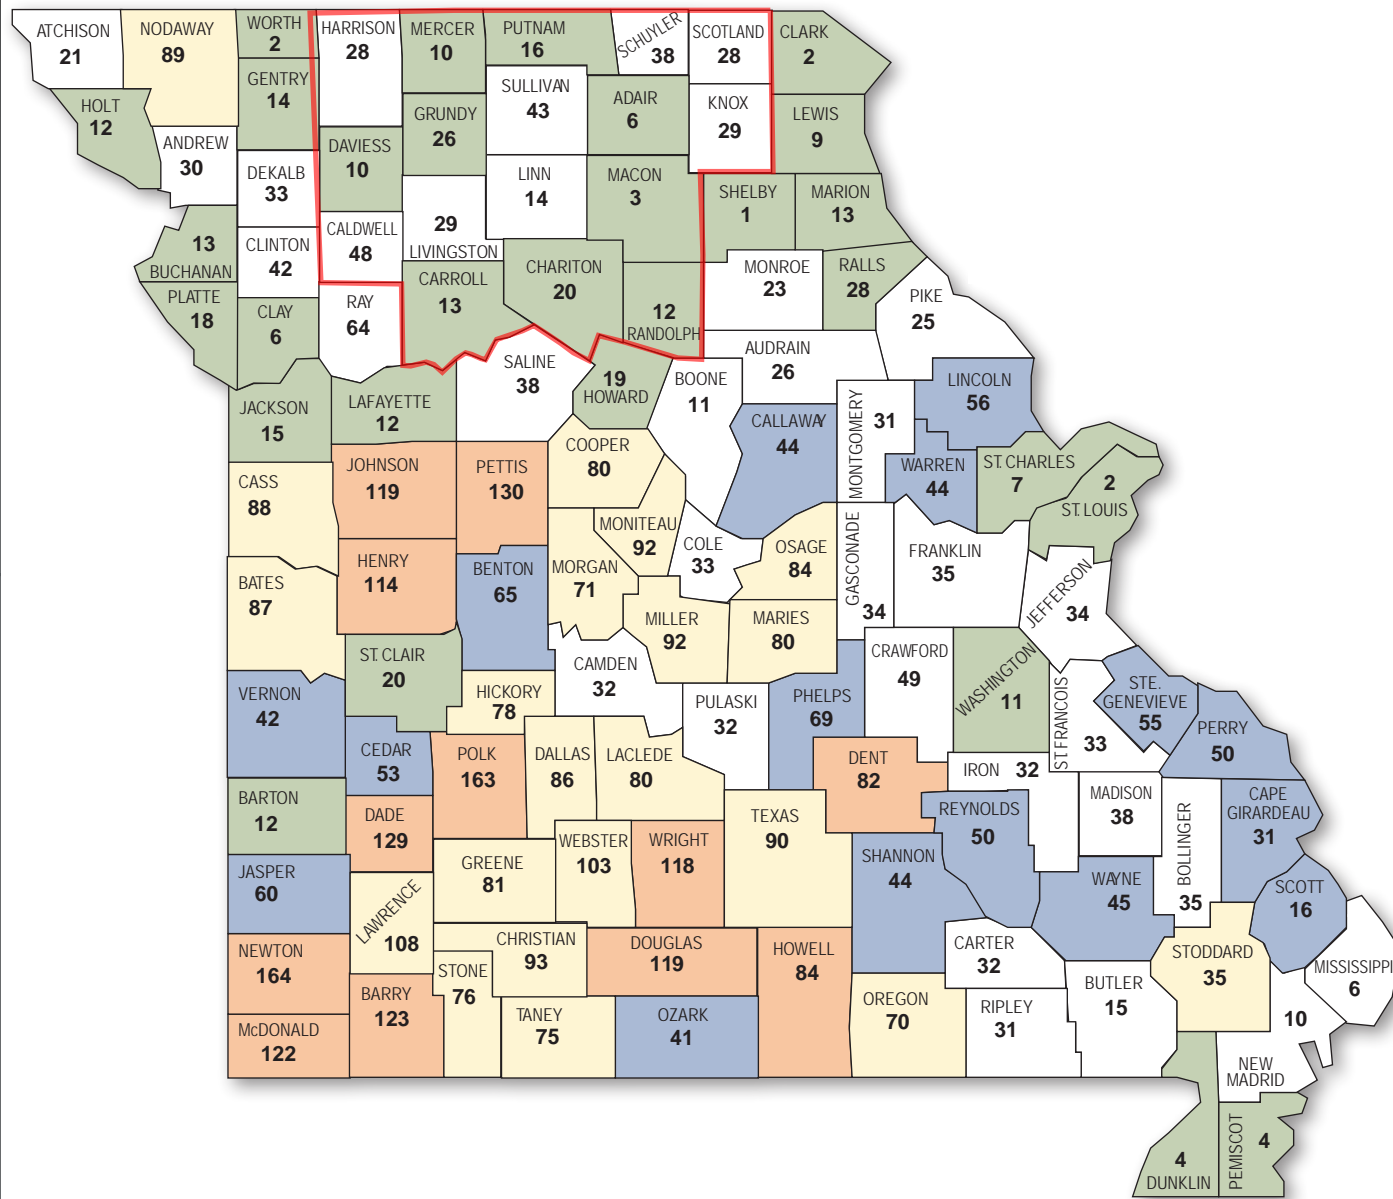 ATCHISON
21
NODAWAY
89
WORTH
2
HARRISON
28
MERCER
10
PUTNAM
16
SCHUYLER
38
SCOTLAND
28
CLARK
2
HOLT
12
GENTRY
14
SULLIVAN
43
ADAIR
6
KNOX
29
LEWIS
9
ANDREW
30
DEKALB
33
DAVIESS
10
GRUNDY
26
LINN
14
MACON
3
SHELBY
1
MARION
13
13
BUCHANAN
CLINTON
42
CALDWELL
48
29
LIVINGSTON
CARROLL
13
CHARITON
20
12
RANDOLPH
MONROE
23
RALLS
28
PIKE
25
PLATTE
18
CLAY
6
RAY
64
SALINE
38
19
HOWARD
BOONE
11
AUDRAIN
26
JACKSON
15
LAFAYETTE
12
CALLAWAY
44
MONTGOMERY
31
LINCOLN
56
WARREN
44
ST. CHARLES
7
2
ST. LOUIS
CASS
88
JOHNSON
119
PETTIS
130
COOPER
80
MONITEAU
92
COLE
33
OSAGE
84
GASCONADE
34
FRANKLIN
35
JEFFERSON
34
BATES
87
HENRY
114
BENTON
65
MORGAN
71
MILLER
92
MARIES
80
CAMDEN
32
PULASKI
32
PHELPS
69
CRAWFORD
49
WASHINGTON
11
ST FRANCOIS
33
STE.
GENEVIEVE
55
PERRY
50
VERNON
42
ST. CLAIR
20
HICKORY
78
CEDAR
53
POLK
163
DALLAS
86
LACLEDE
80
DENT
82
IRON 32
REYNOLDS
50
MADISON
38
BOLLINGER
35
CAPE
GIRARDEAU
31
BARTON
12
DADE
129
GREENE
81
WEBSTER
103
WRIGHT
118
TEXAS
90
SHANNON
44
WAYNE
45
SCOTT
16
JASPER
60
LAWRENCE
108
CHRISTIAN
93
DOUGLAS
119
HOWELL
84
CARTER
32
BUTLER
15
STODDARD
35
MISSISSIPPI
6
NEWTON
164
BARRY
123
STONE
76
TANEY
75
OZARK
41
OREGON
70
RIPLEY
31
10
NEW
MADRID
McDONALD
122
4
DUNKLIN
PEMISCOT
4